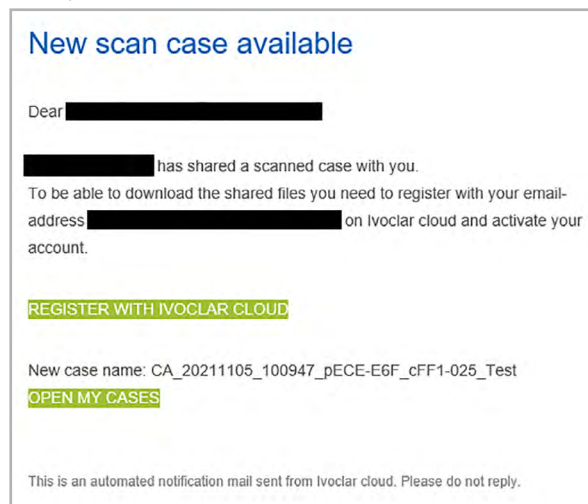 New scan case available
Dear
has shared a scanned case with you.
To be able to download the shared files you need to register with your email-
address on Ivoclar cloud and activate your
account.
REGISTER WITH IVOCLAR CLOUD
New case name: CA_20211105_100947_pECE-E6F_cFF1-025_Test
OPEN MY CASES
This is an automated notification mail sent from Ivoclar cloud. Please do not reply.